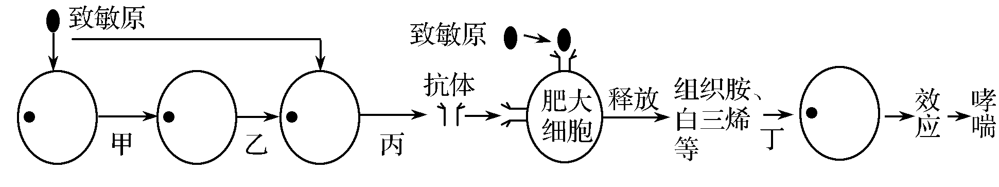 致敏原
致敏原
抗体
肥大
细胞
释放
组织胺、
白三烯
等
效
应
哮
喘
甲
乙
丙
丁